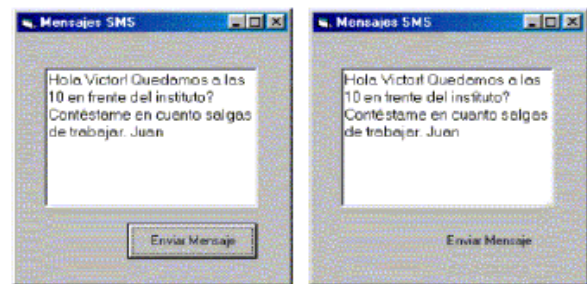 Mensajes SMS
Hola Victor! Quedamos a las
10 en frente del instituto?
Contéstame en cuanto salgas
de trabajar. Juan
Enviar Mensaje
Mensajes SMS
Hola Victor! Quedamos a las
10 en frente del instituto?
Contéstame en cuanto salgas
de trabajar. Juan
Enviar Mensaje